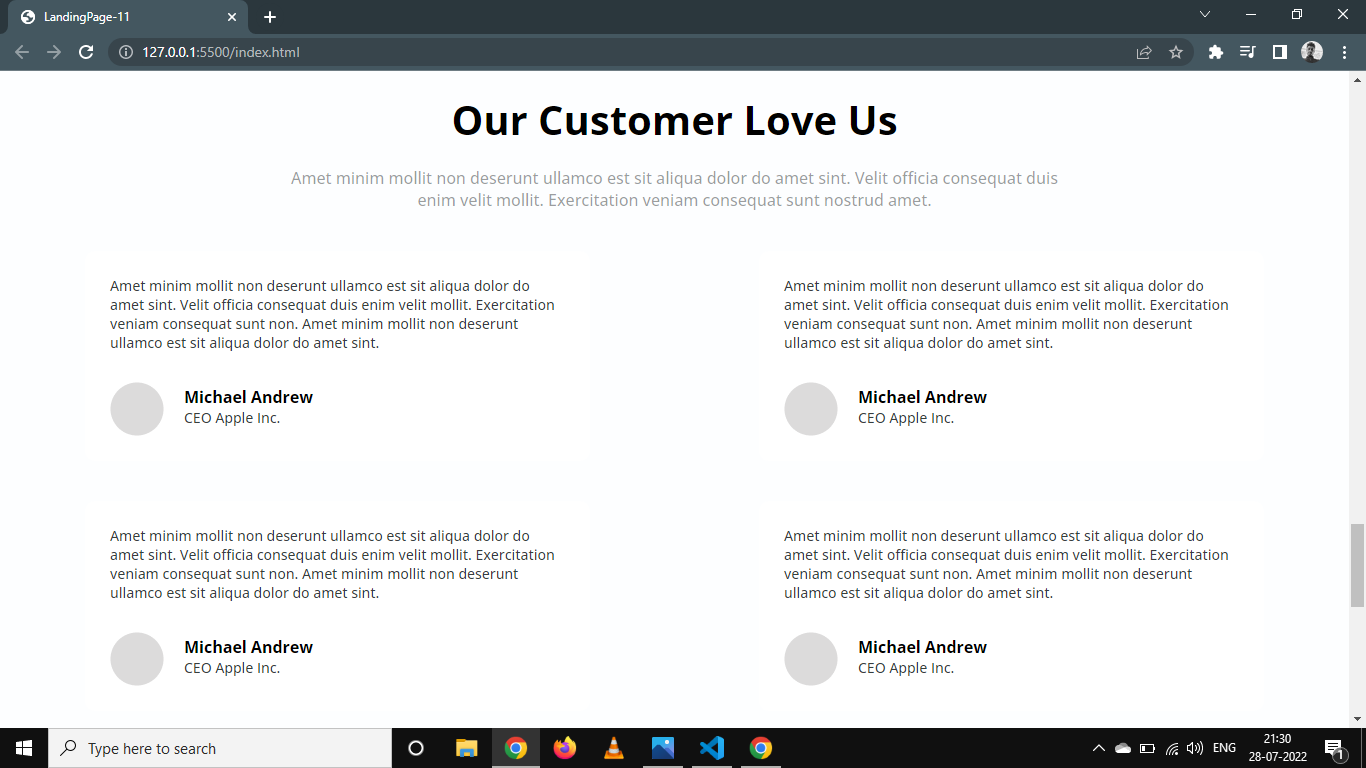 LandingPage-11
127.0.0.1:5500/index.html
Our Customer Love Us
Amet minim mollit non deserunt ullamco est sit aliqua dolor do amet sint. Velit officia consequat duis
enim velit mollit. Exercitation veniam consequat sunt nostrud amet.
Amet minim mollit non deserunt ullamco est sit aliqua dolor do
amet sint. Velit officia consequat duis enim velit mollit. Exercitation
veniam consequat sunt non. Amet minim mollit non deserunt
ullamco est sit aliqua dolor do amet sint.
Michael Andrew
CEO Apple Inc.
Amet minim mollit non deserunt ullamco est sit aliqua dolor do
amet sint. Velit officia consequat duis enim velit mollit. Exercitation
veniam consequat sunt non. Amet minim mollit non deserunt
ullamco est sit aliqua dolor do amet sint.
Michael Andrew
CEO Apple Inc.
Amet minim mollit non deserunt ullamco est sit aliqua dolor do
amet sint. Velit officia consequat duis enim velit mollit. Exercitation
veniam consequat sunt non. Amet minim mollit non deserunt
ullamco est sit aliqua dolor do amet sint.
Michael Andrew
CEO Apple Inc.
Amet minim mollit non deserunt ullamco est sit aliqua dolor do
amet sint. Velit officia consequat duis enim velit mollit. Exercitation
veniam consequat sunt non. Amet minim mollit non deserunt
ullamco est sit aliqua dolor do amet sint.
Michael Andrew
CEO Apple Inc.
Type here to search
ENG
21:30
28-07-2022
1